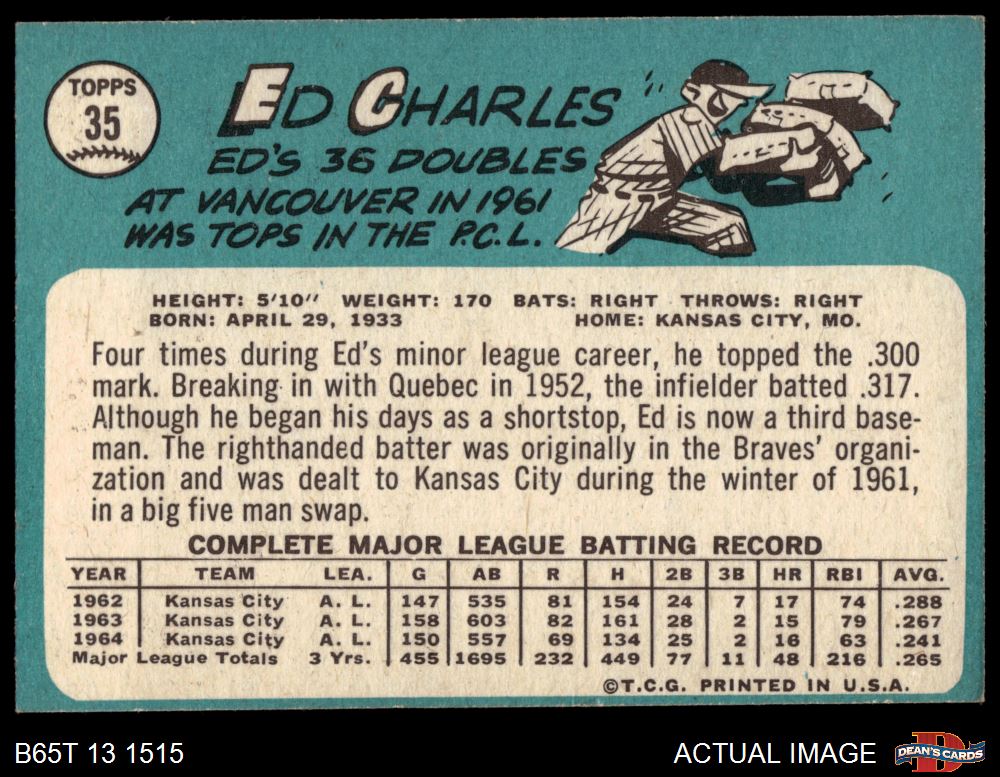 TOPPS
35
ED CHARLES
ED'S 36 DOUBLES
AT VANCOUVER IN 1961
WAS TOPS IN THE P.C.L.
HEIGHT: 5'10" WEIGHT: 170 BATS: RIGHT THROWS: RIGHT
BORN: APRIL 29, 1933 HOME: KANSAS CITY, MO.
Four times during Ed's minor league career, he topped the .300
mark. Breaking in with Quebec in 1952, the infielder batted .317.
Although he began his days as a shortstop, Ed is now a third base-
man. The righthanded batter was originally in the Braves' organi-
zation and was dealt to Kansas City during the winter of 1961,
in a big five man swap.
COMPLETE MAJOR LEAGUE BATTING RECORD
YEAR TEAM LEA. G AB R H 2B 3B HR RBI AVG.
1962 Kansas City A. L. 147 535 81 154 24 7 17 74 .288
1963 Kansas City A. L. 158 603 82 161 28 2 15 79 .267
1964 Kansas City A. L. 150 557 69 134 25 2 16 63 .241
Major League Totals 3 Yrs. 455 1695 232 449 77 11 48 216 .265
©T.C.G. PRINTED IN U.S.A.
B65T 13 1515 ACTUAL IMAGE DEAN'S CARDS